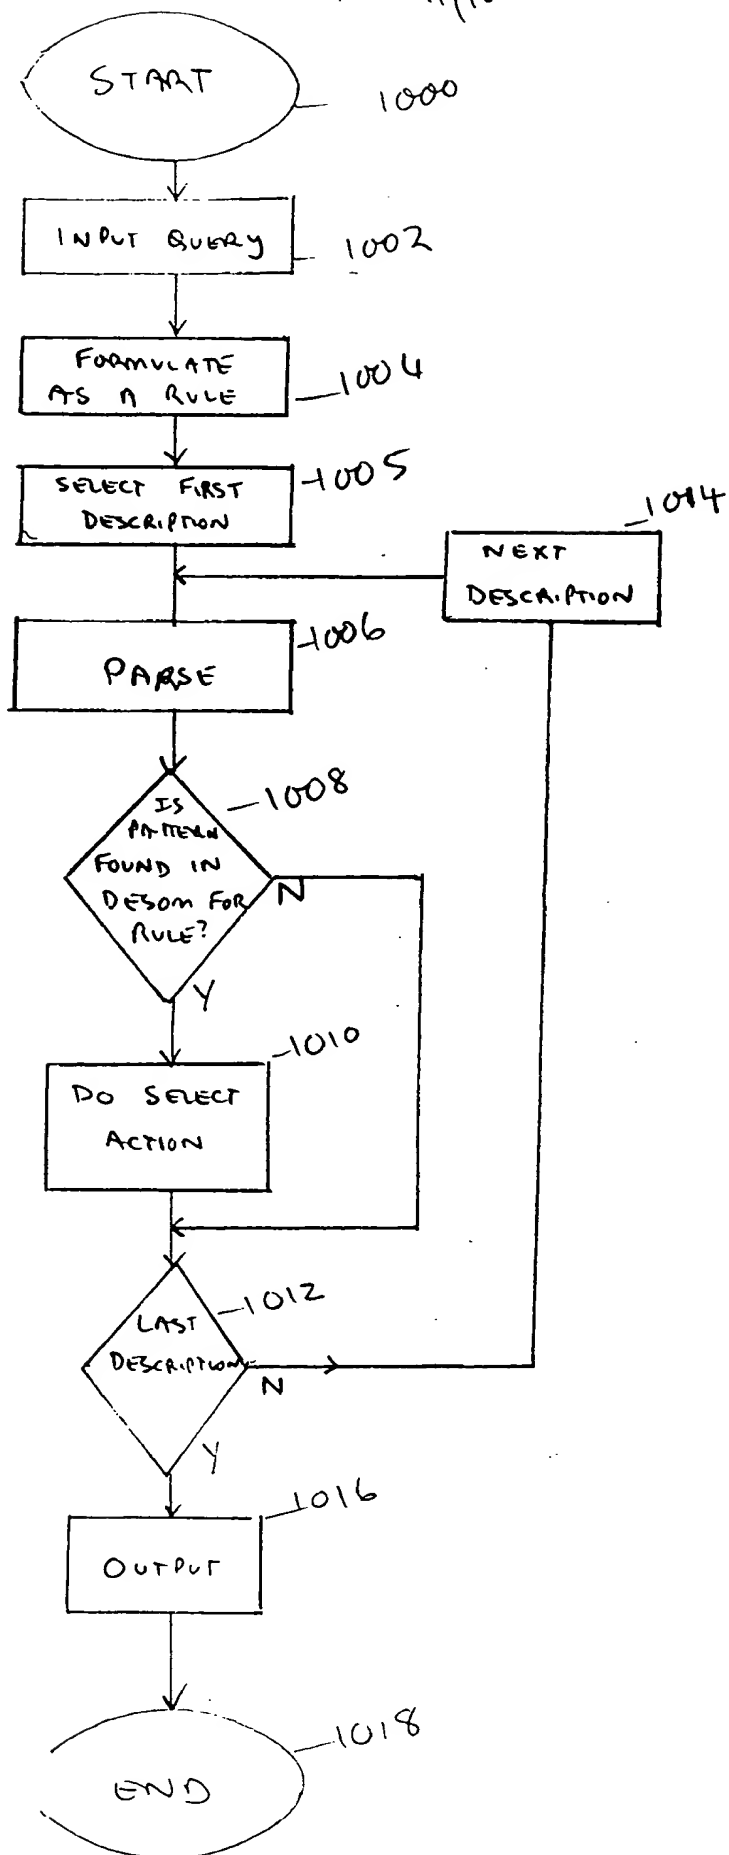 START
1000
INPUT QUERY
1002
FORMULATE
AS A RULE
1004
SELECT FIRST
DESCRIPTION
1005
NEXT
DESCRIPTION
1014
PARSE
1006
IS
PATTERN
FOUND IN
DESOM FOR
RULE?
1008
N
Y
DO SELECT
ACTION
1010
LAST
DESCRIPTION
1012
N
Y
OUTPUT
1016
END
1018